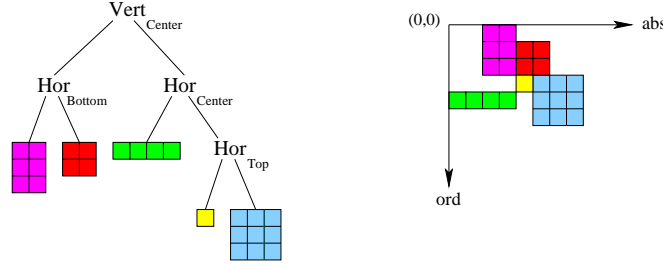 Vert
Center
Hor
Bottom
Hor
Center
Hor
Top
(0,0)
abs
ord